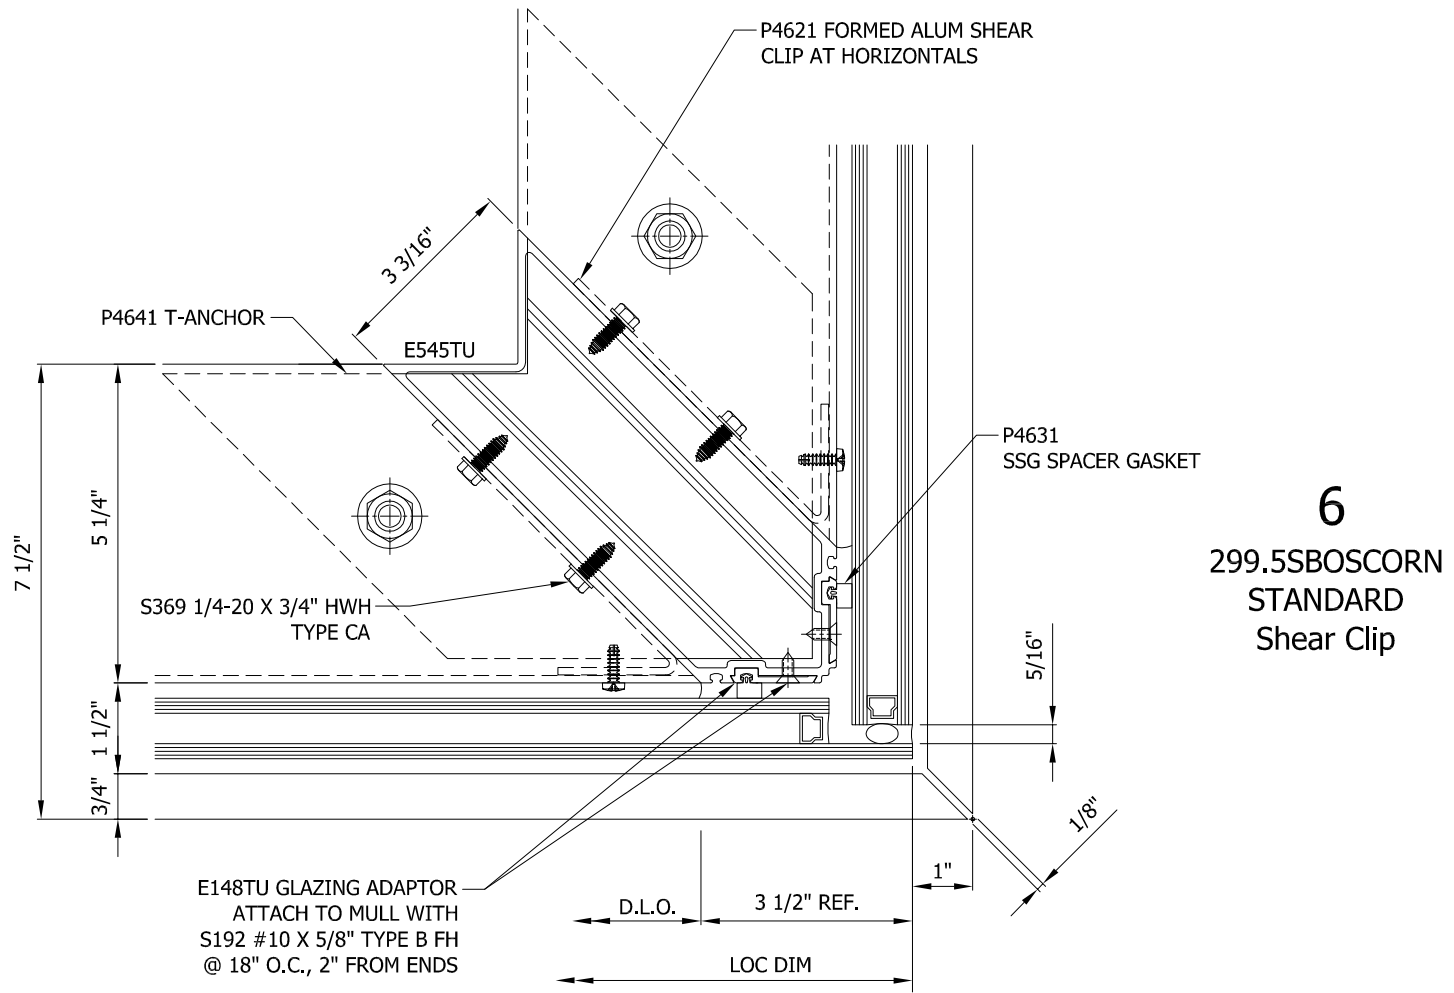 P4621 FORMED ALUM SHEAR
CLIP AT HORIZONTALS
3 3/16"
P4641 T-ANCHOR
E545TU
P4631
SSG SPACER GASKET
6
299.5SBOSCORN
STANDARD
Shear Clip
5 1/4"
7 1/2"
S369 1/4-20 X 3/4" HWH
TYPE CA
5/16"
1 1/2"
3/4"
1/8"
1"
E148TU GLAZING ADAPTOR
ATTACH TO MULL WITH
S192 #10 X 5/8" TYPE B FH
@ 18" O.C., 2" FROM ENDS
D.L.O.
3 1/2" REF.
LOC DIM